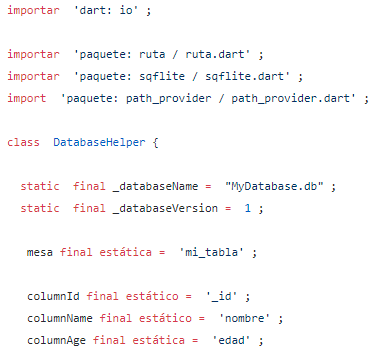 importar 'dart: io' ;
importar 'paquete: ruta / ruta.dart' ;
importar 'paquete: sqflite / sqflite.dart' ;
import 'paquete: path_provider / path_provider.dart' ;
class DatabaseHelper {
static final _databaseName = "MyDatabase.db" ;
static final _databaseVersion = 1 ;
mesa final estática = 'mi_tabla' ;
columnId final estático = '_id' ;
columnName final estático = 'nombre' ;
columnAge final estática = 'edad' ;